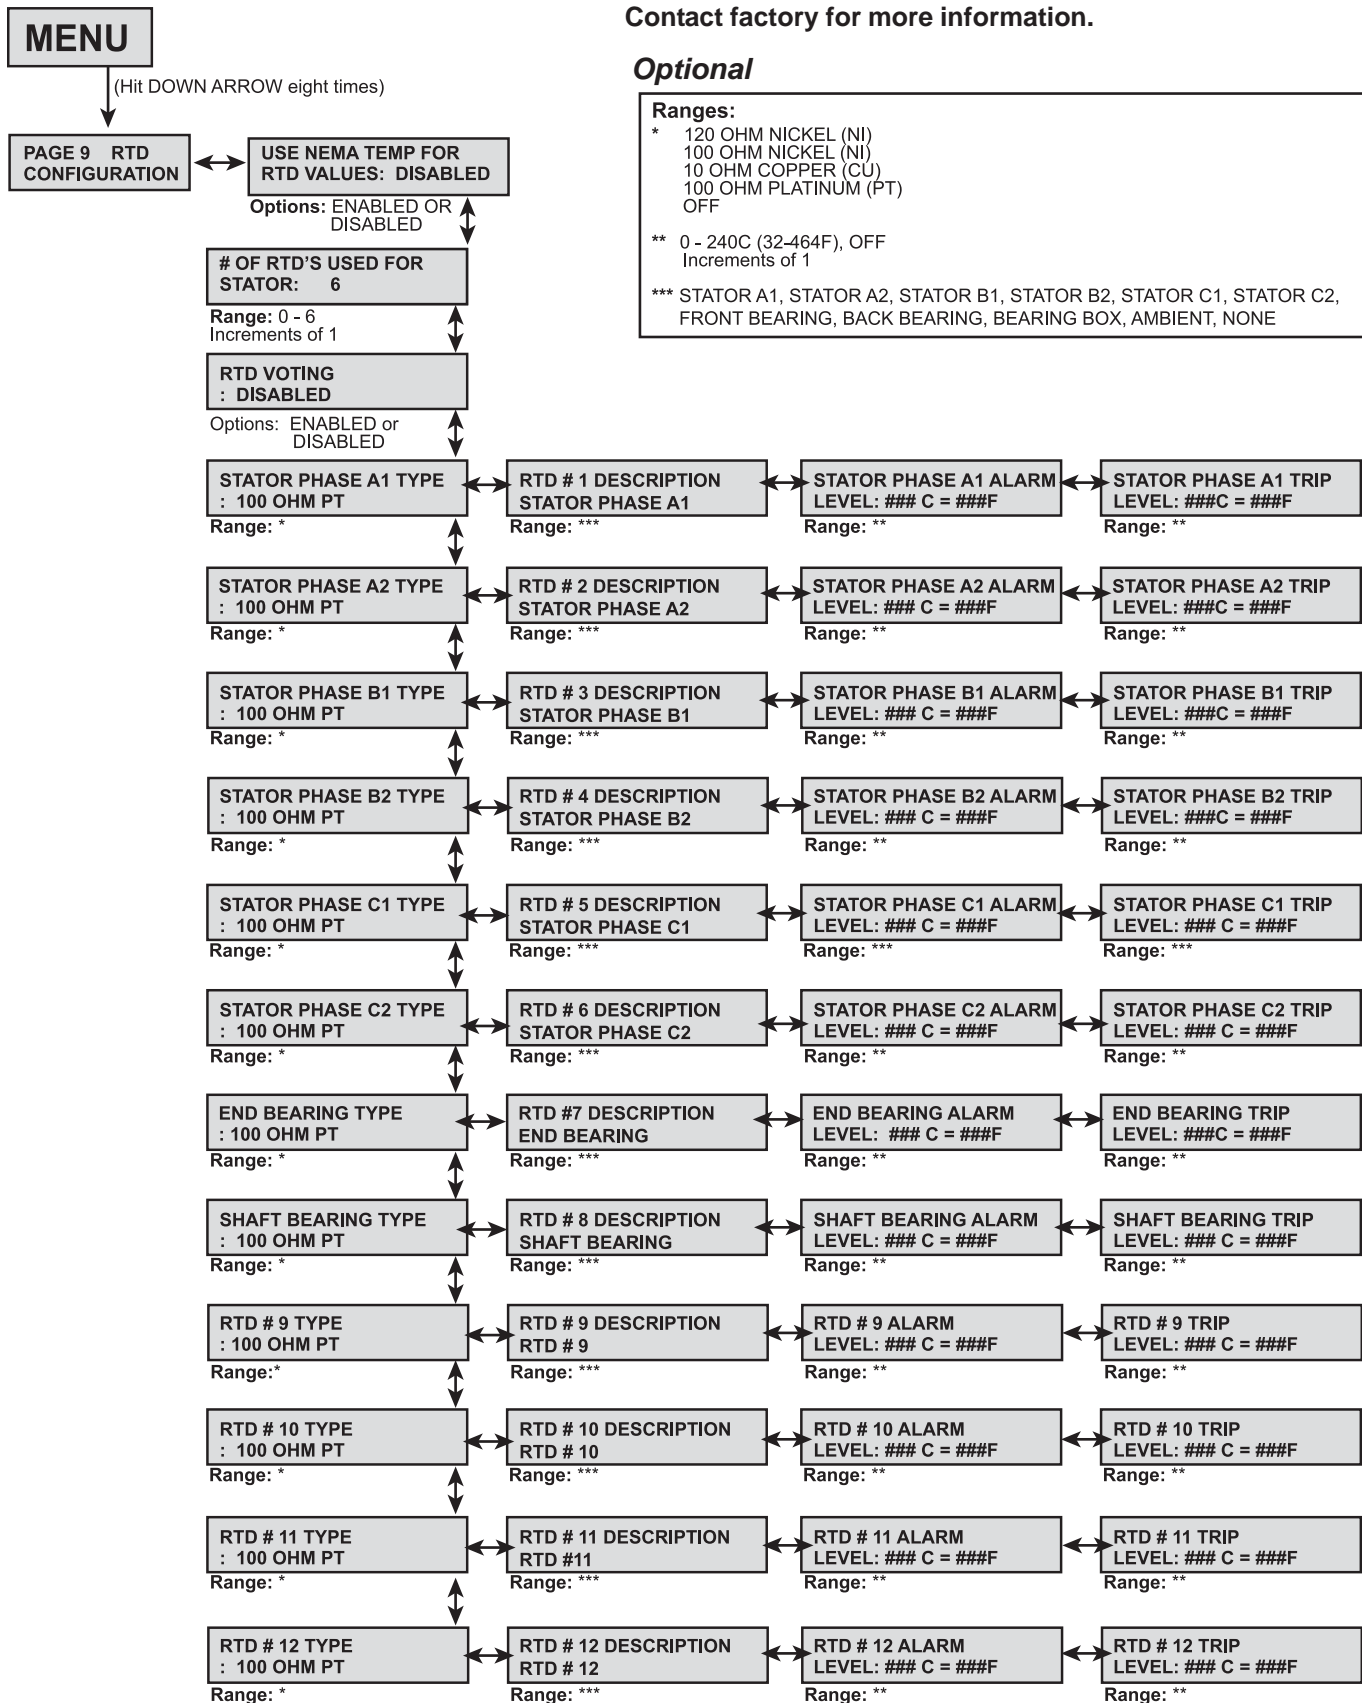 Contact factory for more information.
MENU
(Hit DOWN ARROW eight times)
Optional
Ranges:
* 120 OHM NICKEL (NI)
100 OHM NICKEL (NI)
10 OHM COPPER (CU)
100 OHM PLATINUM (PT)
OFF
** 0 - 240C (32-464F), OFF
Increments of 1
*** STATOR A1, STATOR A2, STATOR B1, STATOR B2, STATOR C1, STATOR C2,
FRONT BEARING, BACK BEARING, BEARING BOX, AMBIENT, NONE
PAGE 9 RTD
CONFIGURATION
USE NEMA TEMP FOR
RTD VALUES: DISABLED
Options: ENABLED OR
DISABLED
# OF RTD'S USED FOR
STATOR: 6
Range: 0 - 6
Increments of 1
RTD VOTING
: DISABLED
Options: ENABLED or
DISABLED
STATOR PHASE A1 TYPE
: 100 OHM PT
Range: *
RTD # 1 DESCRIPTION
STATOR PHASE A1
Range: ***
STATOR PHASE A1 ALARM
LEVEL: ### C = ###F
Range: **
STATOR PHASE A1 TRIP
LEVEL: ###C = ###F
Range: **
STATOR PHASE A2 TYPE
: 100 OHM PT
Range: *
RTD # 2 DESCRIPTION
STATOR PHASE A2
Range: ***
STATOR PHASE A2 ALARM
LEVEL: ### C = ###F
Range: **
STATOR PHASE A2 TRIP
LEVEL: ###C = ###F
Range: **
STATOR PHASE B1 TYPE
: 100 OHM PT
Range: *
RTD # 3 DESCRIPTION
STATOR PHASE B1
Range: ***
STATOR PHASE B1 ALARM
LEVEL: ### C = ###F
Range: **
STATOR PHASE B1 TRIP
LEVEL: ###C = ###F
Range: **
STATOR PHASE B2 TYPE
: 100 OHM PT
Range: *
RTD # 4 DESCRIPTION
STATOR PHASE B2
Range: ***
STATOR PHASE B2 ALARM
LEVEL: ### C = ###F
Range: **
STATOR PHASE B2 TRIP
LEVEL: ###C = ###F
Range: **
STATOR PHASE C1 TYPE
: 100 OHM PT
Range: *
RTD # 5 DESCRIPTION
STATOR PHASE C1
Range: ***
STATOR PHASE C1 ALARM
LEVEL: ### C = ###F
Range: ***
STATOR PHASE C1 TRIP
LEVEL: ### C = ###F
Range: ***
STATOR PHASE C2 TYPE
: 100 OHM PT
Range: *
RTD # 6 DESCRIPTION
STATOR PHASE C2
Range: ***
STATOR PHASE C2 ALARM
LEVEL: ### C = ###F
Range: **
STATOR PHASE C2 TRIP
LEVEL: ### C = ###F
Range: **
END BEARING TYPE
: 100 OHM PT
Range: *
RTD #7 DESCRIPTION
END BEARING
Range: ***
END BEARING ALARM
LEVEL: ### C = ###F
Range: **
END BEARING TRIP
LEVEL: ###C = ###F
Range: **
SHAFT BEARING TYPE
: 100 OHM PT
Range: *
RTD # 8 DESCRIPTION
SHAFT BEARING
Range: ***
SHAFT BEARING ALARM
LEVEL: ### C = ###F
Range: **
SHAFT BEARING TRIP
LEVEL: ### C = ###F
Range: **
RTD # 9 TYPE
: 100 OHM PT
Range:*
RTD # 9 DESCRIPTION
RTD # 9
Range: ***
RTD # 9 ALARM
LEVEL: ### C = ###F
Range: **
RTD # 9 TRIP
LEVEL: ### C = ###F
Range: **
RTD # 10 TYPE
: 100 OHM PT
Range: *
RTD # 10 DESCRIPTION
RTD # 10
Range: ***
RTD # 10 ALARM
LEVEL: ### C = ###F
Range: **
RTD # 10 TRIP
LEVEL: ### C = ###F
Range: **
RTD # 11 TYPE
: 100 OHM PT
Range: *
RTD # 11 DESCRIPTION
RTD #11
Range: ***
RTD # 11 ALARM
LEVEL: ### C = ###F
Range: **
RTD # 11 TRIP
LEVEL: ### C = ###F
Range: **
RTD # 12 TYPE
: 100 OHM PT
Range: *
RTD # 12 DESCRIPTION
RTD # 12
Range: ***
RTD # 12 ALARM
LEVEL: ### C = ###F
Range: **
RTD # 12 TRIP
LEVEL: ### C = ###F
Range: **